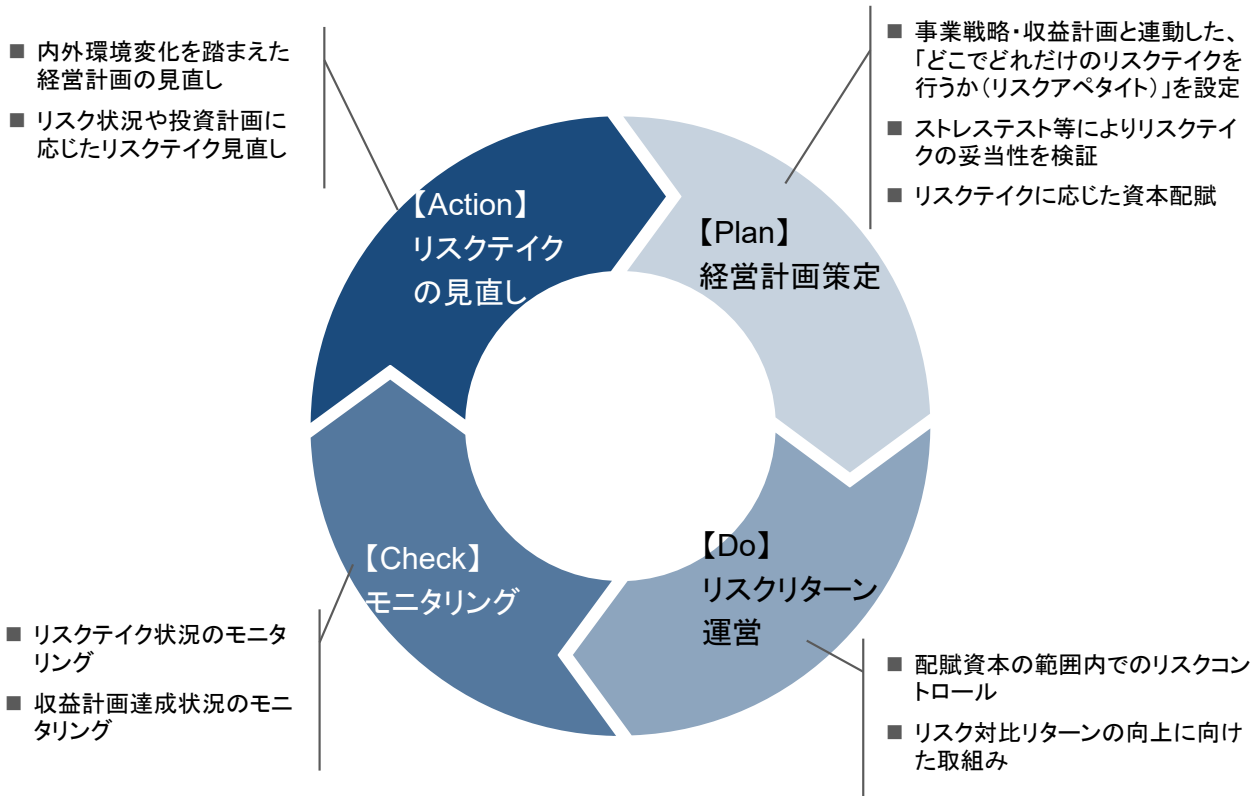 ■ 内外環境変化を踏まえた
経営計画の見直し
■ リスク状況や投資計画に
応じたリスクテイク見直し
■ 事業戦略・収益計画と連動した、
「どこでどれだけのリスクテイクを
行うか（リスクアペタイト）」を設定
■ ストレステスト等によりリスクテイ
クの妥当性を検証
■ リスクテイクに応じた資本配賦
【Action】
リスクテイク
の見直し
【Plan】
経営計画策定
【Check】
モニタリング
【Do】
リスクリターン
運営
■ リスクテイク状況のモニタ
リング
■ 収益計画達成状況のモニ
タリング
■ 配賦資本の範囲内でのリスクコン
トロール
■ リスク対比リターンの向上に向け
た取組み